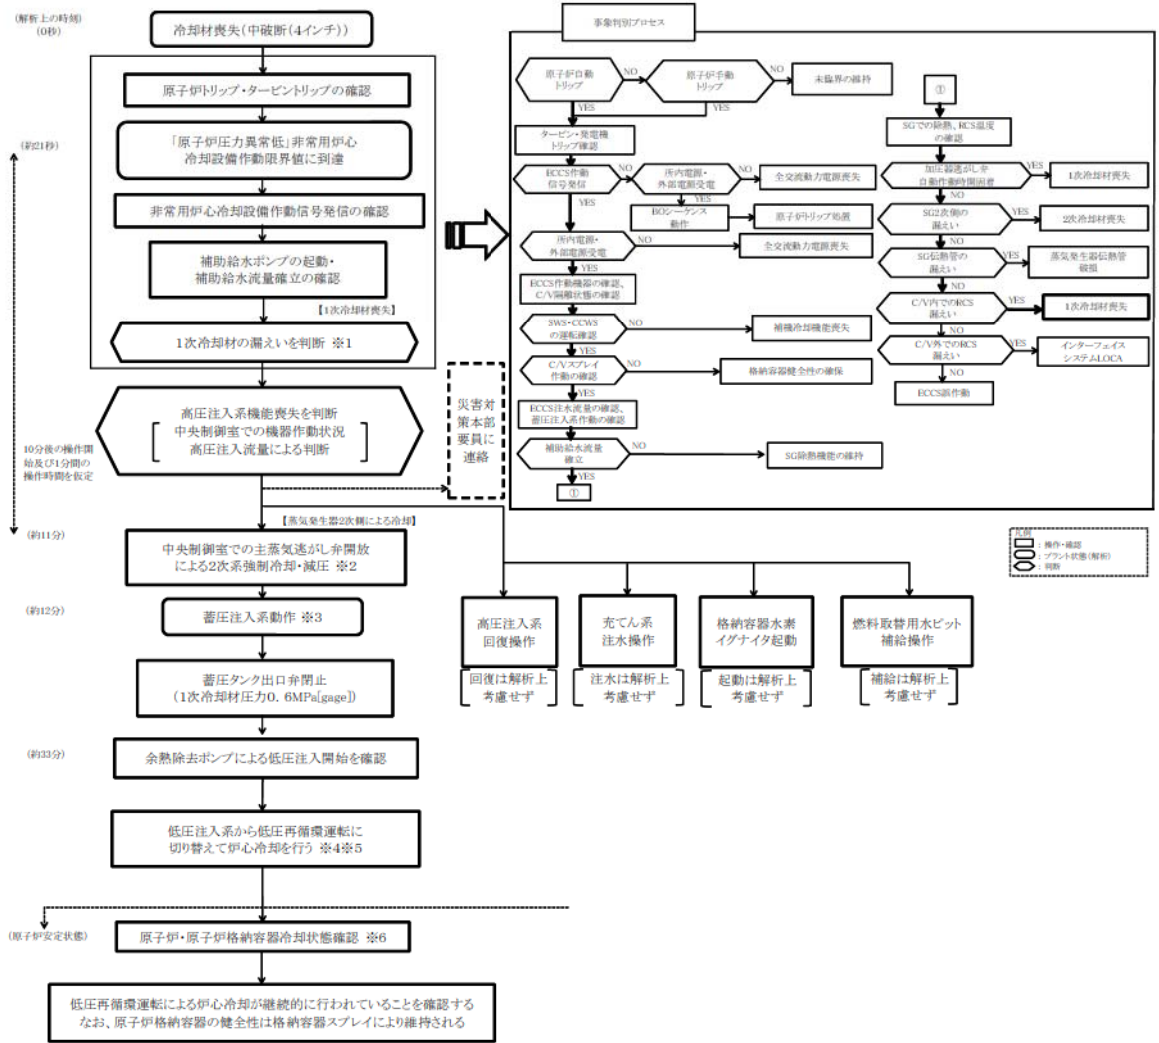 (解析上の時刻)
(0秒)
冷却材喪失(中破断(4インチ))
原子炉トリップ・タービントリップの確認
(約21秒)
「原子炉圧力異常低」非常用炉心
冷却設備作動限界値に到達
非常用炉心冷却設備作動信号発信の確認
補助給水ポンプの起動・
補助給水流量確立の確認
【1次冷却材喪失】
1次冷却材の漏えいを判断 ※1
高圧注入系機能喪失を判断
中央制御室での機器作動状況
高圧注入流量による判断
10分後の操作開
始及び1分間の
操作時間を仮定
災害対
策本部
要員に
連絡
【蒸気発生器2次側による冷却】
(約11分)
中央制御室での主蒸気逃がし弁開放
による2次系強制冷却・減圧 ※2
(約12分)
蓄圧注入系動作 ※3
蓄圧タンク出口弁閉止
(1次冷却材圧力0.6MPa[gage])
(約33分)
余熱除去ポンプによる低圧注入開始を確認
低圧注入系から低圧再循環運転に
切り替えて炉心冷却を行う ※4※5
(原子炉安定状態)
原子炉・原子炉格納容器冷却状態確認 ※6
低圧再循環運転による炉心冷却が継続的に行われていることを確認する
なお、原子炉格納容器の健全性は格納容器スプレイにより維持される
高圧注入系
回復操作
回復は解析上
考慮せず
充てん系
注水操作
注水は解析上
考慮せず
格納容器水素
イグナイタ起動
起動は解析上
考慮せず
燃料取替用水ピット
補給操作
補給は解析上
考慮せず
事象判別プロセス
原子炉自動
トリップ
NO
原子炉手動
トリップ
NO
未臨界の維持
YES
YES
タービン・発電機
トリップ確認
ECCS作動
信号発信
NO
所内電源・
外部電源受電
NO
全交流動力電源喪失
YES
YES
BOシーケンス
動作
原子炉トリップ処置
所内電源・
外部電源受電
NO
全交流動力電源喪失
YES
ECCS作動機器の確認、
C/V隔離状態の確認
SWS・CCWS
の運転確認
NO
補機冷却機能喪失
YES
C/Vスプレイ
作動の確認
NO
格納容器健全性の確保
YES
ECCS注水流量の確認、
蓄圧注入系作動の確認
補助給水流量
確立
NO
SG除熱機能の維持
YES
①
①
SGでの除熱、RCS温度
の確認
加圧器逃がし弁
自動作動時間固着
YES
1次冷却材喪失
NO
SG2次側の
漏えい
YES
2次冷却材喪失
NO
SG伝熱管の
漏えい
YES
蒸気発生器伝熱管
破損
NO
C/V内でのRCS
漏えい
YES
1次冷却材喪失
NO
C/V外でのRCS
漏えい
YES
インターフェイス
システムLOCA
NO
ECCS誤作動
凡例
:操作・確認
:プラント状態(解析)
:判断